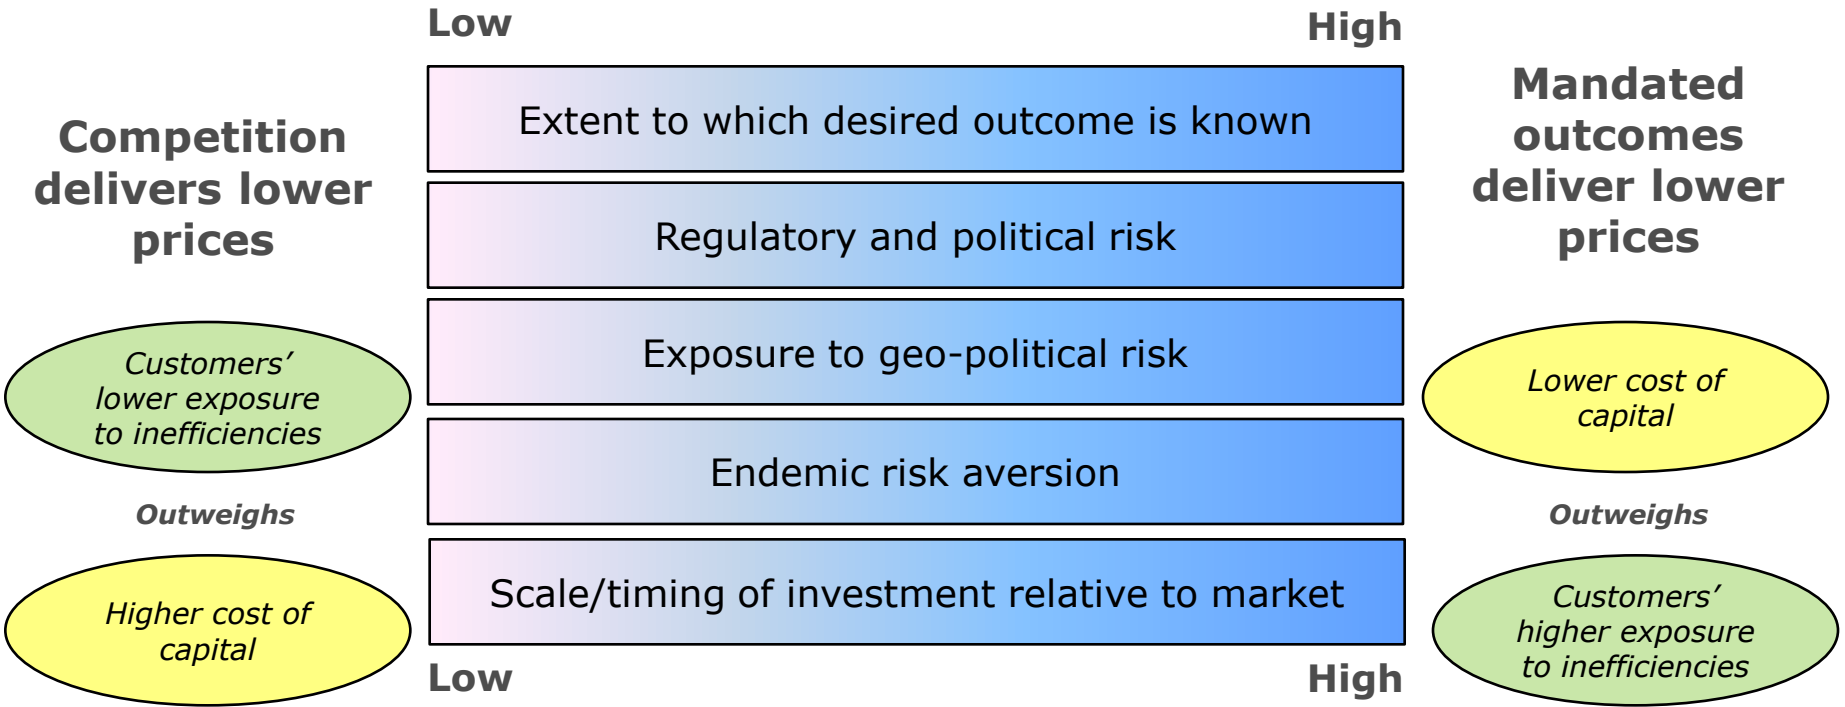 Low
High
Competition
delivers lower
prices
Customers’
lower exposure
to inefficiencies
Outweighs
Higher cost of
capital
Extent to which desired outcome is known
Regulatory and political risk
Exposure to geo-political risk
Endemic risk aversion
Scale/timing of investment relative to market
Mandated
outcomes
deliver lower
prices
Lower cost of
capital
Outweighs
Customers’
higher exposure
to inefficiencies
Low
High